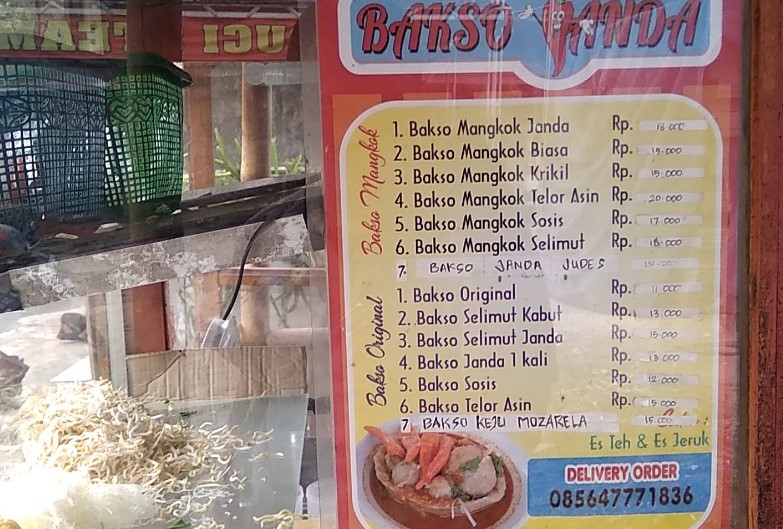 BAKSO JANDA
UCI
TEAM
Bakso Mangkok
1. Bakso Mangkok Janda Rp. 18.000
2. Bakso Mangkok Biasa Rp. 15.000
3. Bakso Mangkok Krikil Rp. 15.000
4. Bakso Mangkok Telor Asin Rp. 20.000
5. Bakso Mangkok Sosis Rp. 17.000
6. Bakso Mangkok Selimut Rp. 18.000
7. BAKSO JANDA JUDES
Bakso Original
1. Bakso Original Rp. 11.000
2. Bakso Selimut Kabut Rp. 13.000
3. Bakso Selimut Janda Rp. 15.000
4. Bakso Janda 1 kali Rp. 13.000
5. Bakso Sosis Rp. 12.000
6. Bakso Telor Asin Rp. 15.000
7 BAKSO KEJU MOZARELA 15.000
Es Teh & Es Jeruk
DELIVERY ORDER
085647771836